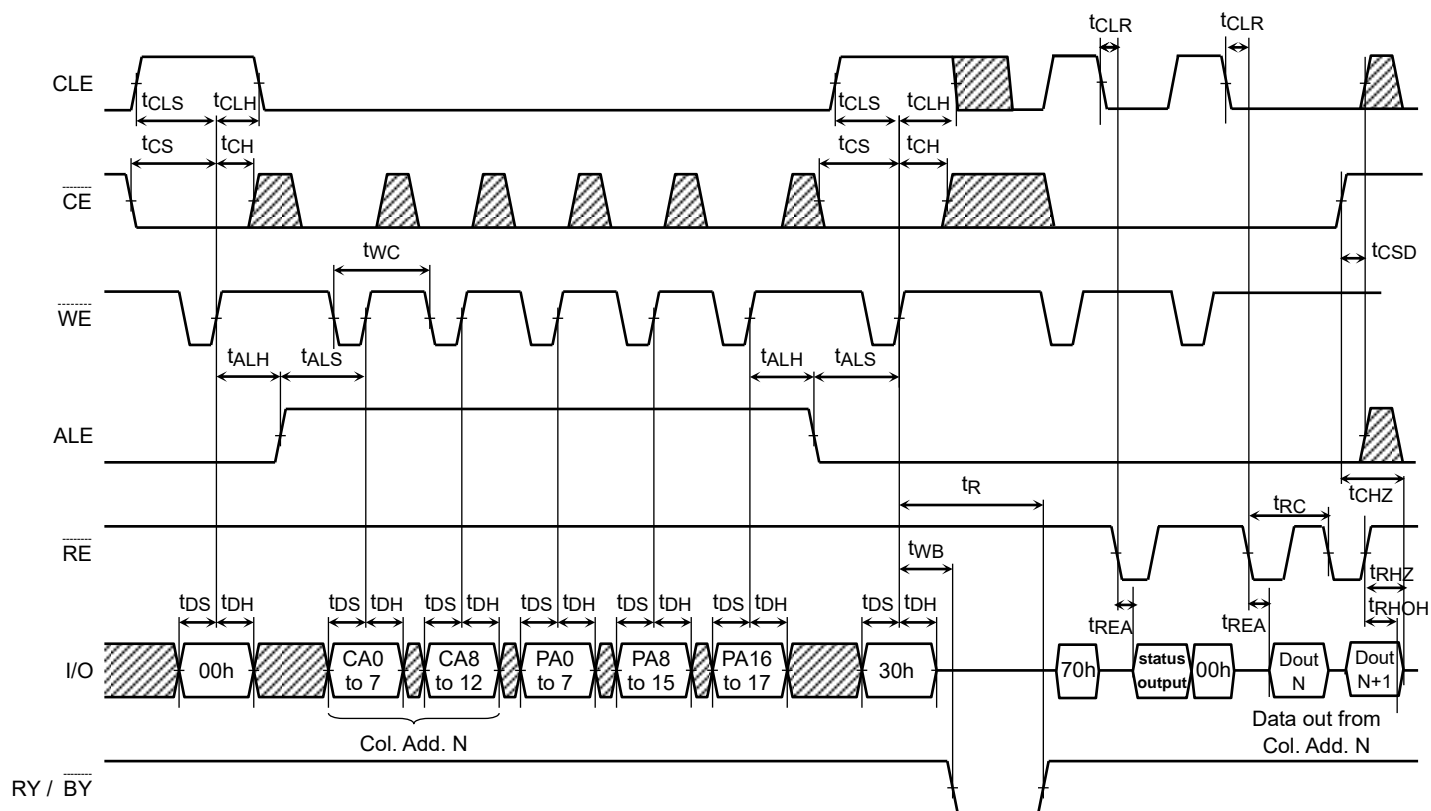 tCLR tCLR
CLE
tCLS tCLH tCLS tCLH
tCS tCH tCS tCH
CE
tWC tCSD
WE
tALH tALS tALH tALS
ALE
tR tCHZ
tRC
RE
tWB
tRHZ
tDS tDH tDS tDH tDS tDH tDS tDH tDS tDH tDS tDH tDS tDH tRHOH
tREA tREA
I/O
00h
CA0
to 7
CA8
to 12
PA0
to 7
PA8
to 15
PA16
to 17
30h
70h
status
output
00h
Dout
N
Dout
N+1
Col. Add. N
Data out from
Col. Add. N
RY / BY